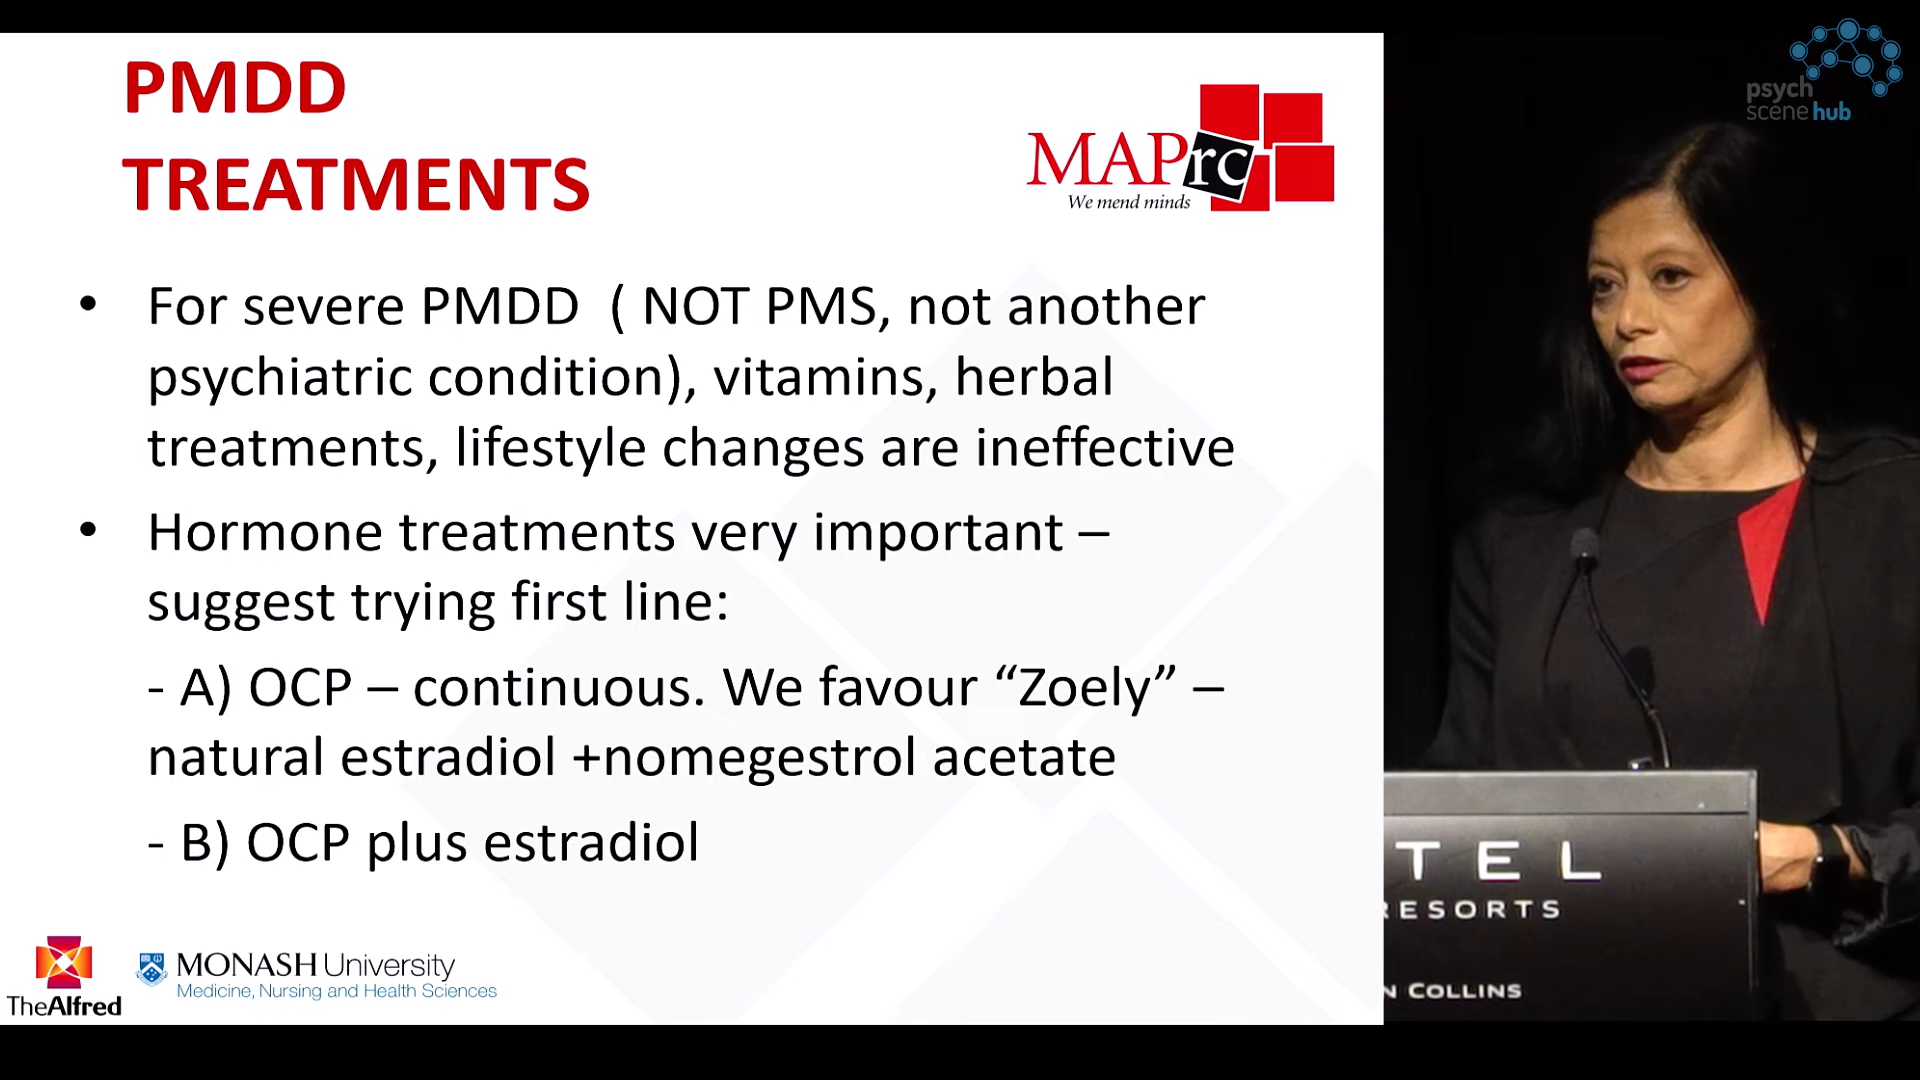 PMDD
TREATMENTS
MAPrc
We mend minds
• For severe PMDD ( NOT PMS, not another
psychiatric condition), vitamins, herbal
treatments, lifestyle changes are ineffective
• Hormone treatments very important –
suggest trying first line:
- A) OCP – continuous. We favour “Zoely” –
natural estradiol +nomegestrol acetate
- B) OCP plus estradiol
TheAlfred
MONASH University
Medicine, Nursing and Health Sciences
psych
scene hub
TEL
RESORTS
N COLLINS